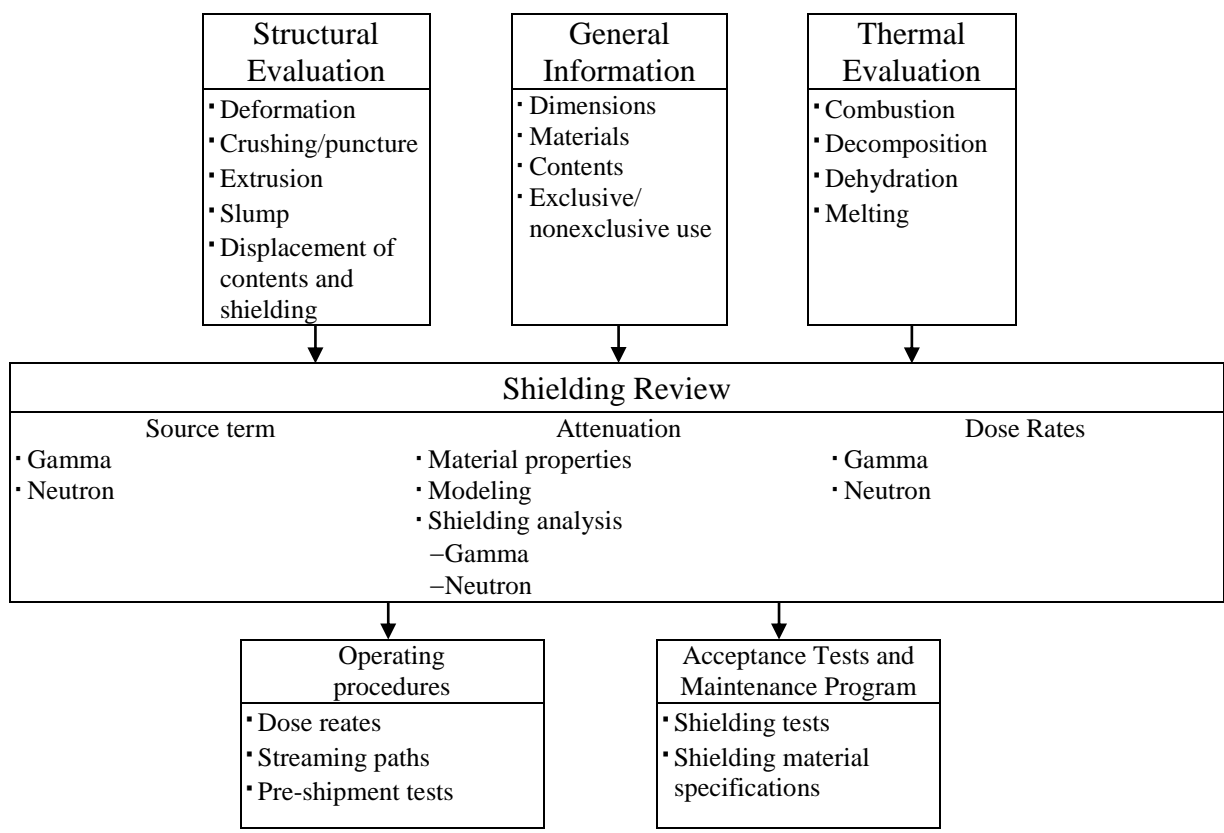 Structural
Evaluation
▪ Deformation
▪ Crushing/puncture
▪ Extrusion
▪ Slump
▪ Displacement of
contents and
shielding
General
Information
▪ Dimensions
▪ Materials
▪ Contents
▪ Exclusive/
nonexclusive use
Thermal
Evaluation
▪ Combustion
▪ Decomposition
▪ Dehydration
▪ Melting
Shielding Review
Source term
▪ Gamma
▪ Neutron
Attenuation
▪ Material properties
▪ Modeling
▪ Shielding analysis
–Gamma
–Neutron
Dose Rates
▪ Gamma
▪ Neutron
Operating
procedures
▪ Dose reates
▪ Streaming paths
▪ Pre-shipment tests
Acceptance Tests and
Maintenance Program
▪ Shielding tests
▪ Shielding material
specifications